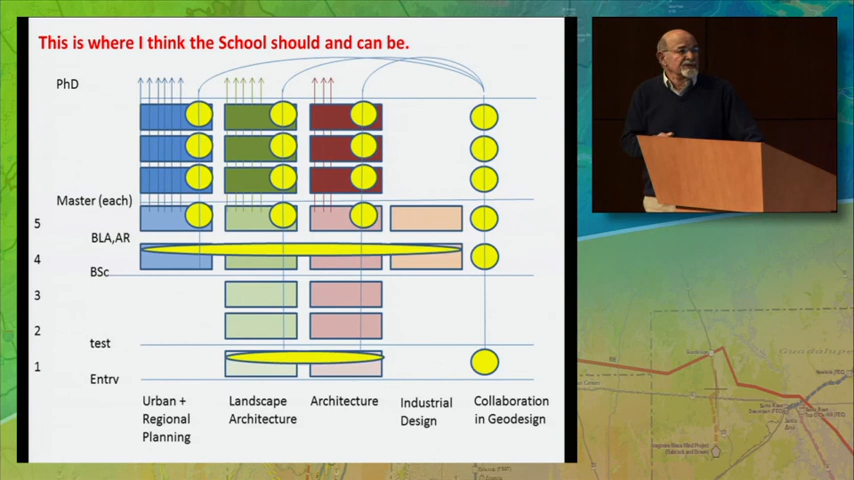 This is where I think the School should and can be.
PhD
Master (each)
5
BLA,AR
4
BSc
3
2
test
1
Entry
Urban +
Regional
Planning
Landscape
Architecture
Architecture
Industrial
Design
Collaboration
in Geodesign